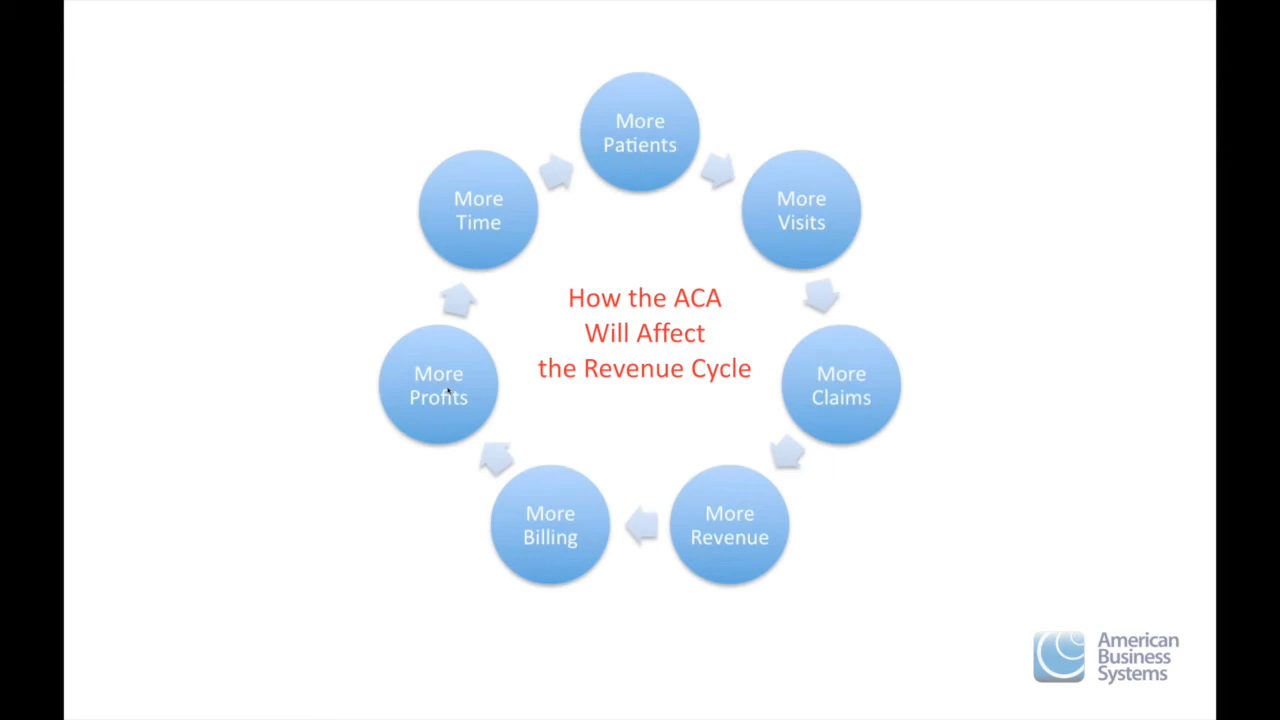 More
Patients
More
Visits
More
Claims
More
Revenue
More
Billing
More
Profits
More
Time
How the ACA
Will Affect
the Revenue Cycle
American
Business
Systems